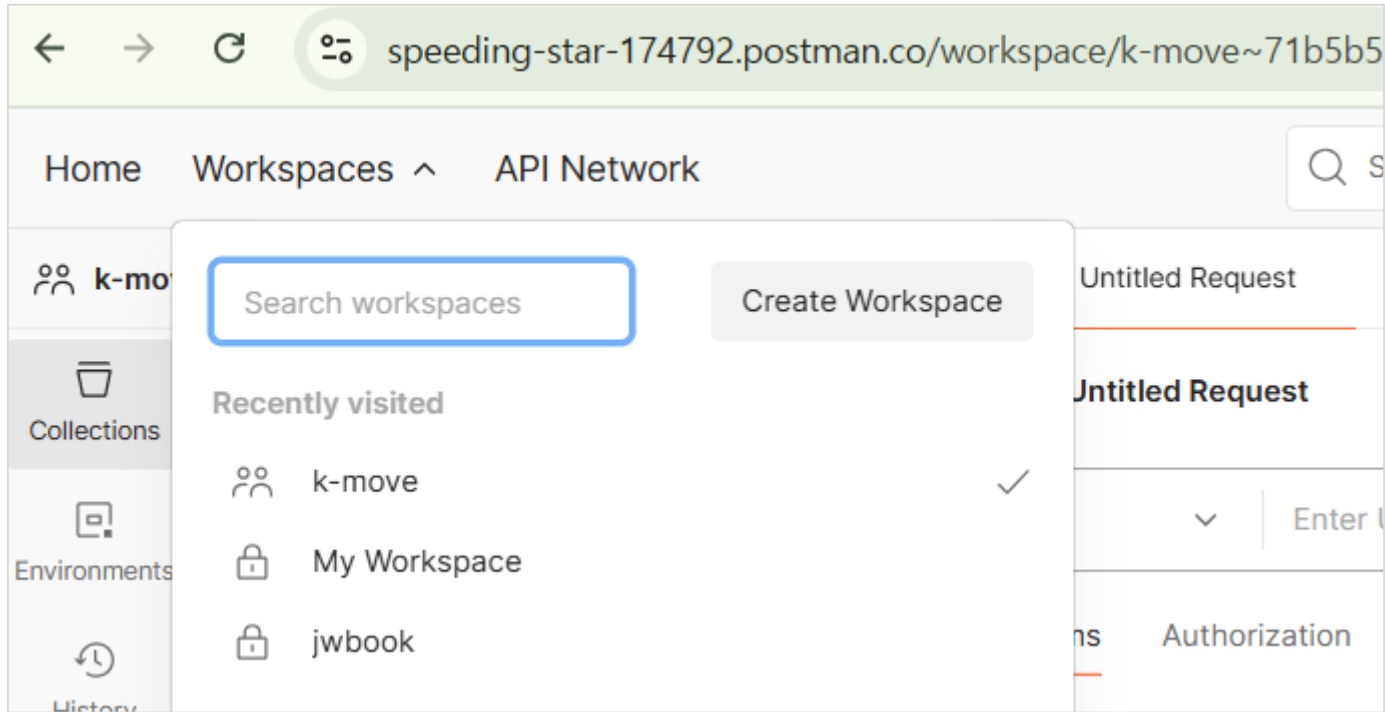 speeding-star-174792.postman.co/workspace/k-move~71b5b5
Home Workspaces API Network
k-mo
Search workspaces
Create Workspace
Untitled Request
Collections
Recently visited
Untitled Request
k-move
Environments
My Workspace
Enter
jwbook
Authorization
History